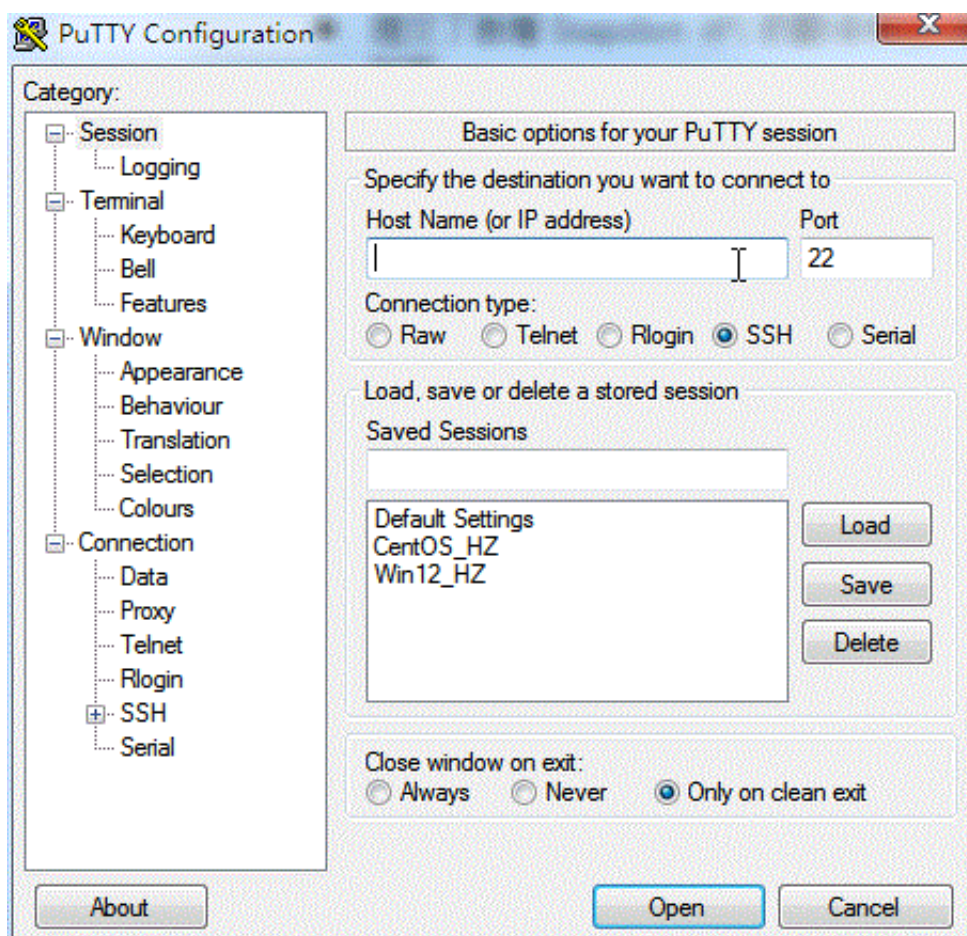 PuTTY Configuration
Category:
Session
Logging
Terminal
Keyboard
Bell
Features
Window
Appearance
Behaviour
Translation
Selection
Colours
Connection
Data
Proxy
Telnet
Rlogin
SSH
Serial
Basic options for your PuTTY session
Specify the destination you want to connect to
Host Name (or IP address) Port
22
Connection type:
Raw Telnet Rlogin SSH Serial
Load, save or delete a stored session
Saved Sessions
Default Settings
CentOS_HZ
Win12_HZ
Load
Save
Delete
Close window on exit:
Always Never Only on clean exit
About Open Cancel